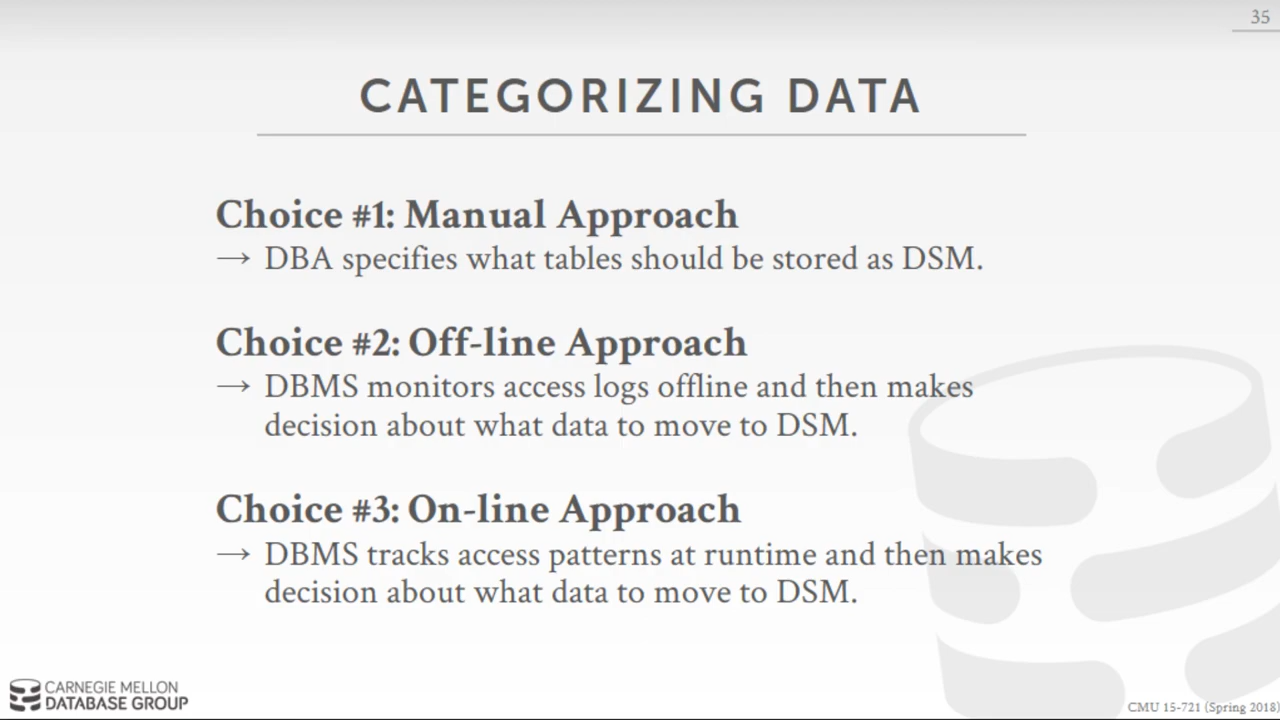 35
CATEGORIZING DATA
Choice #1: Manual Approach
→ DBA specifies what tables should be stored as DSM.
Choice #2: Off-line Approach
→ DBMS monitors access logs offline and then makes
decision about what data to move to DSM.
Choice #3: On-line Approach
→ DBMS tracks access patterns at runtime and then makes
decision about what data to move to DSM.
CARNEGIE MELLON
DATABASE GROUP
CMU 15-721 (Spring 2018)